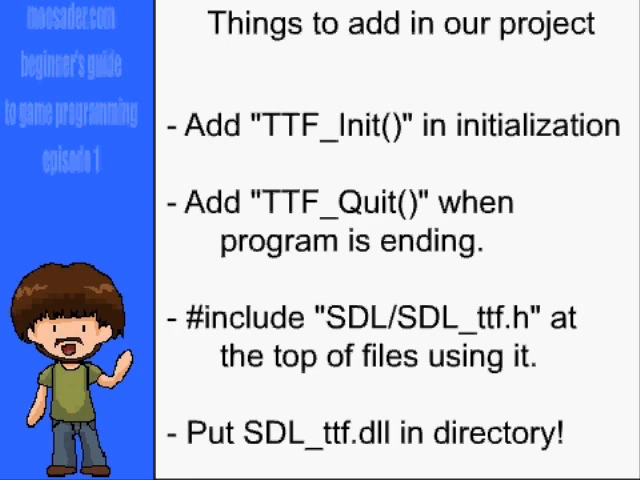 moosader.com
beginner's guide
to game programming
episode 1
Things to add in our project
- Add "TTF_Init()" in initialization
- Add "TTF_Quit()" when
program is ending.
- #include "SDL/SDL_ttf.h" at
the top of files using it.
- Put SDL_ttf.dll in directory!